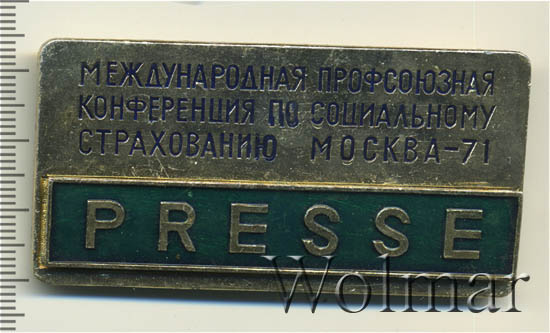 МЕЖДУНАРОДНАЯ ПРОФСОЮЗНАЯ
КОНФЕРЕНЦИЯ ПО СОЦИАЛЬНОМУ
СТРАХОВАНИЮ МОСКВА-71
PRESSE
Wolmar